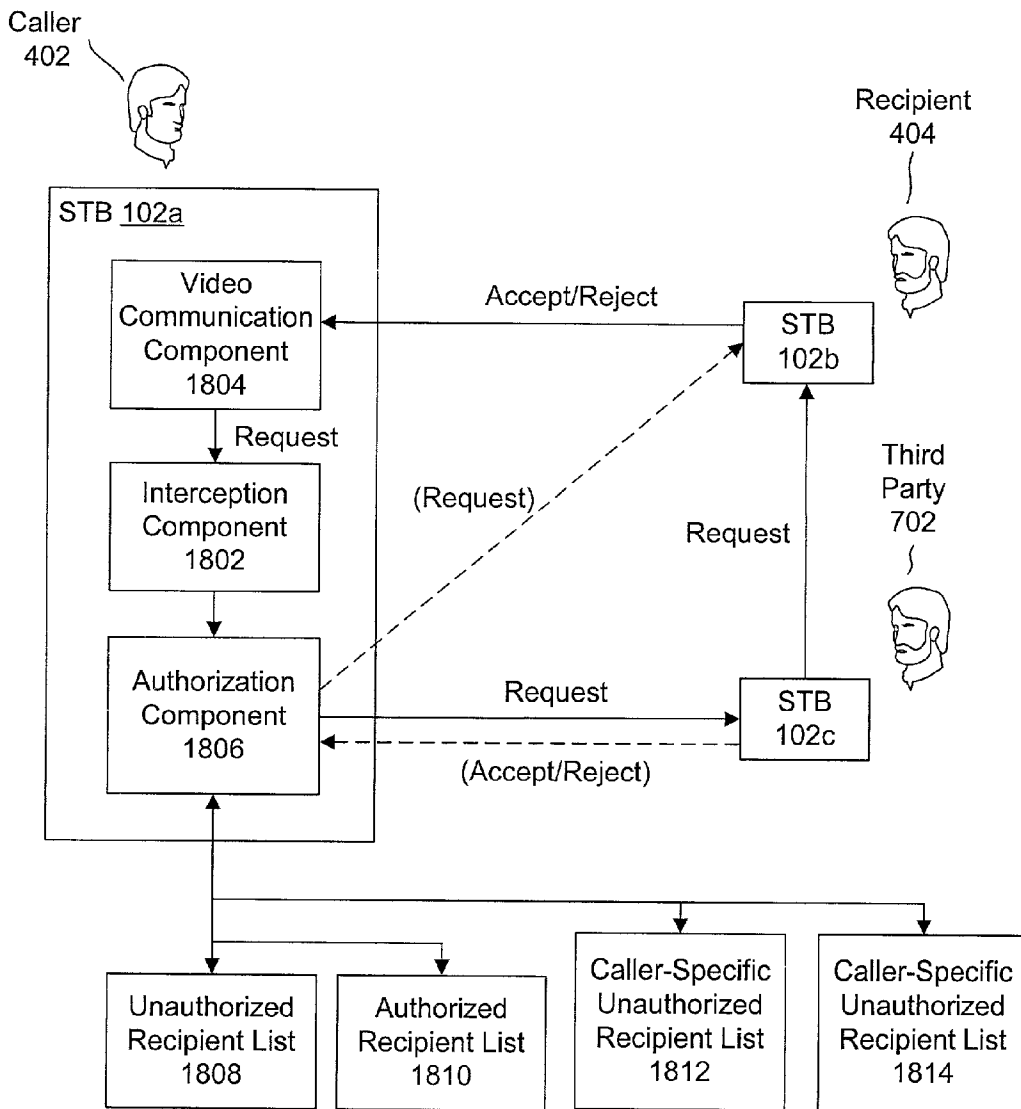 Caller
402
Recipient
404
STB 102a
Video
Communication
Component
1804
Accept/Reject
STB
102b
Request
Interception
Component
1802
(Request)
Request
Third
Party
702
Authorization
Component
1806
Request
(Accept/Reject)
STB
102c
Unauthorized
Recipient List
1808
Authorized
Recipient List
1810
Caller-Specific
Unauthorized
Recipient List
1812
Caller-Specific
Unauthorized
Recipient List
1814